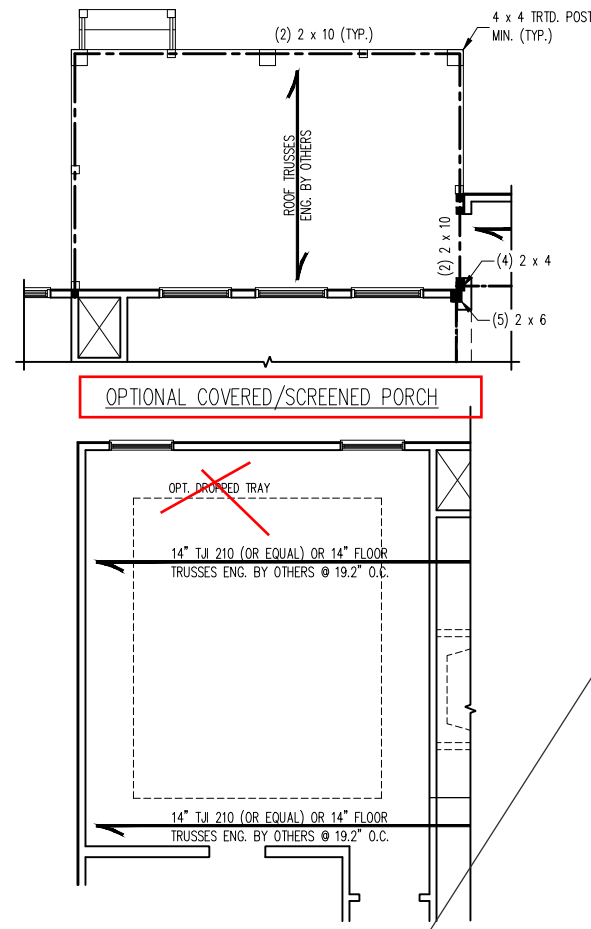 (2) 2 x 10 (TYP.)
4 x 4 TRTD. POST
MIN. (TYP.)
ROOF TRUSSES
ENG. BY OTHERS
(2) 2 x 10
(4) 2 x 4
(5) 2 x 6
OPTIONAL COVERED/SCREENED PORCH
OPT. DROPPED TRAY
14" TJI 210 (OR EQUAL) OR 14" FLOOR
TRUSSES ENG. BY OTHERS @ 19.2" O.C.
14" TJI 210 (OR EQUAL) OR 14" FLOOR
TRUSSES ENG. BY OTHERS @ 19.2" O.C.